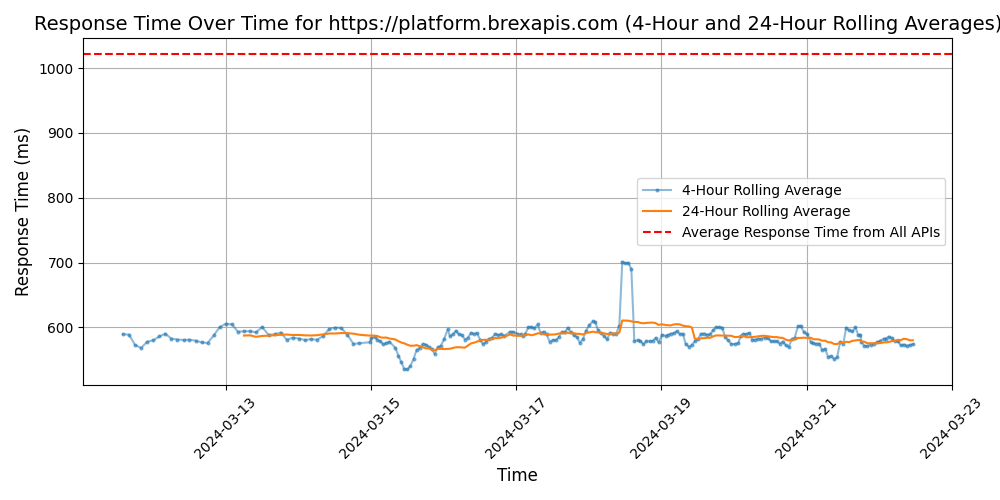 Response Time Over Time for https://platform.brexapis.com (4-Hour and 24-Hour Rolling Averages)
Response Time (ms)
1000
900
800
700
600
4-Hour Rolling Average
24-Hour Rolling Average
Average Response Time from All APIs
2024-03-13
2024-03-15
2024-03-17
2024-03-19
2024-03-21
2024-03-23
Time